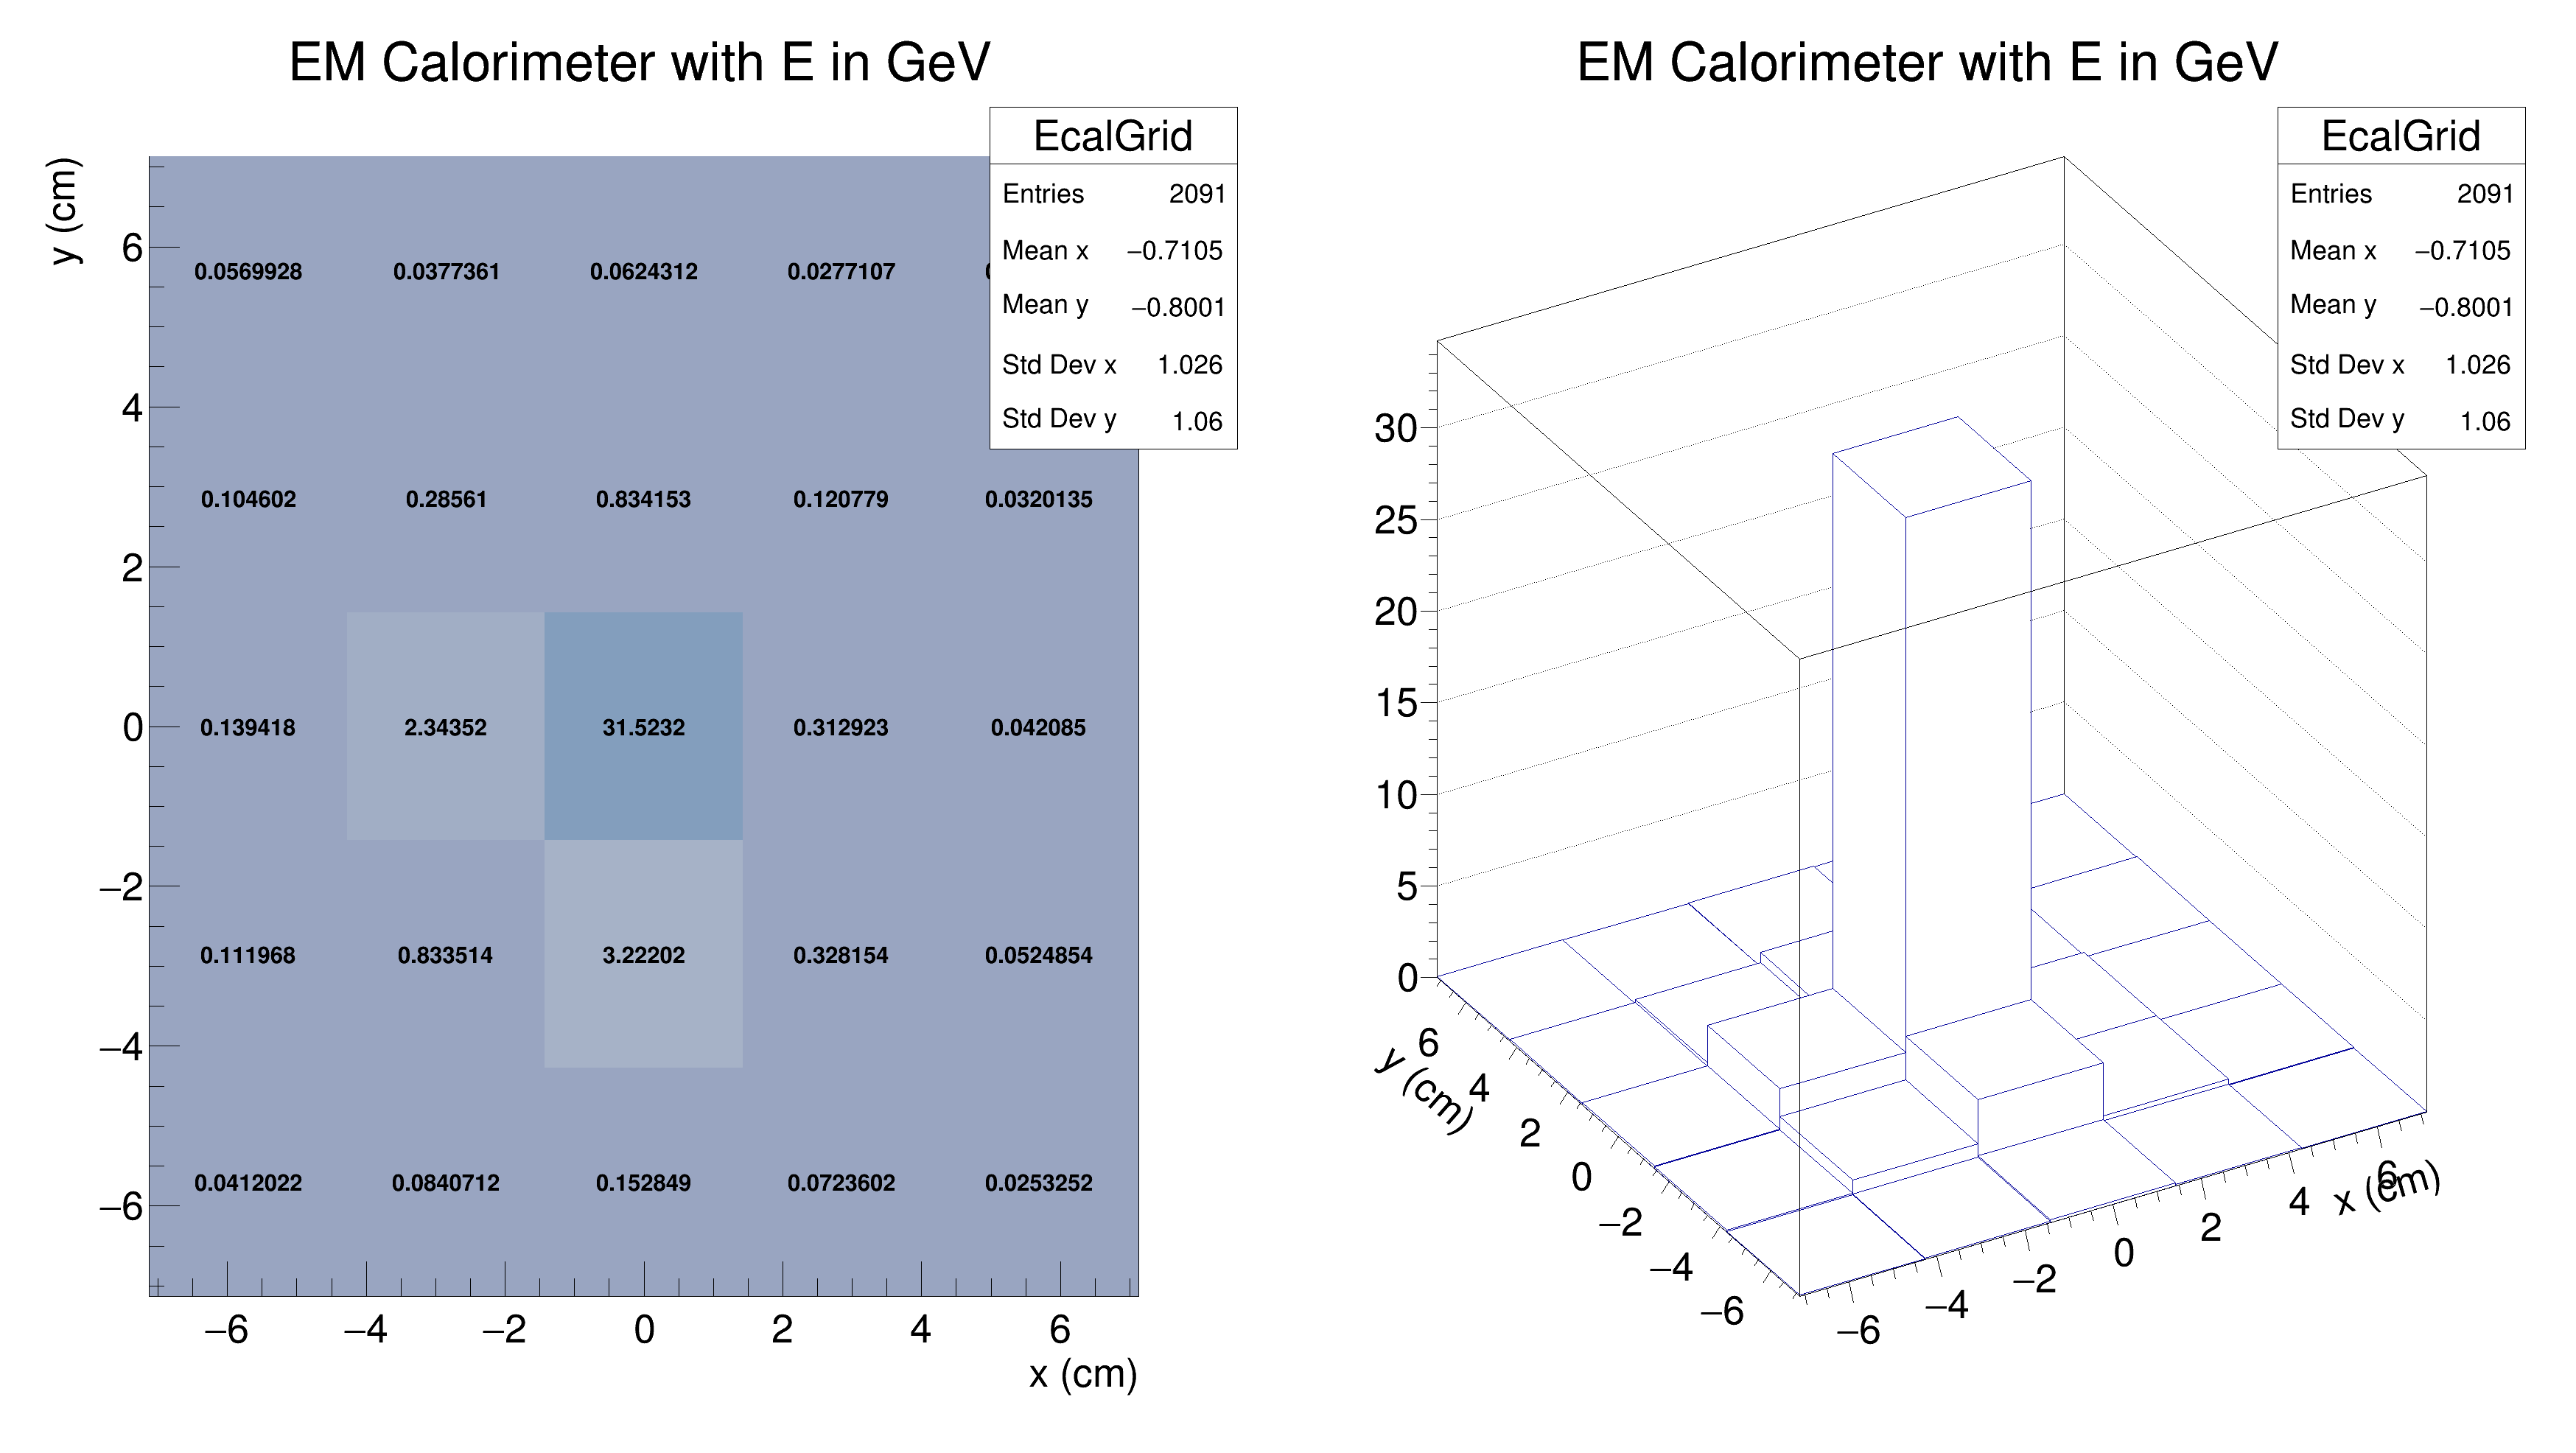 EM Calorimeter with E in GeV
EcalGrid
Entries 2091
Mean x −0.7105
Mean y −0.8001
Std Dev x 1.026
Std Dev y 1.06
y (cm)
6
4
2
0
−2
−4
−6
0.0569928 0.0377361 0.0624312 0.0277107
0.104602 0.28561 0.834153 0.120779 0.0320135
0.139418 2.34352 31.5232 0.312923 0.042085
0.111968 0.833514 3.22202 0.328154 0.0524854
0.0412022 0.0840712 0.152849 0.0723602 0.0253252
−6 −4 −2 0 2 4 6
x (cm)
EM Calorimeter with E in GeV
EcalGrid
Entries 2091
Mean x −0.7105
Mean y −0.8001
Std Dev x 1.026
Std Dev y 1.06
30
25
20
15
10
5
0
y (cm)
6
4
2
0
−2
−4
−6
−6 −4 −2 0 2 4 6
x (cm)